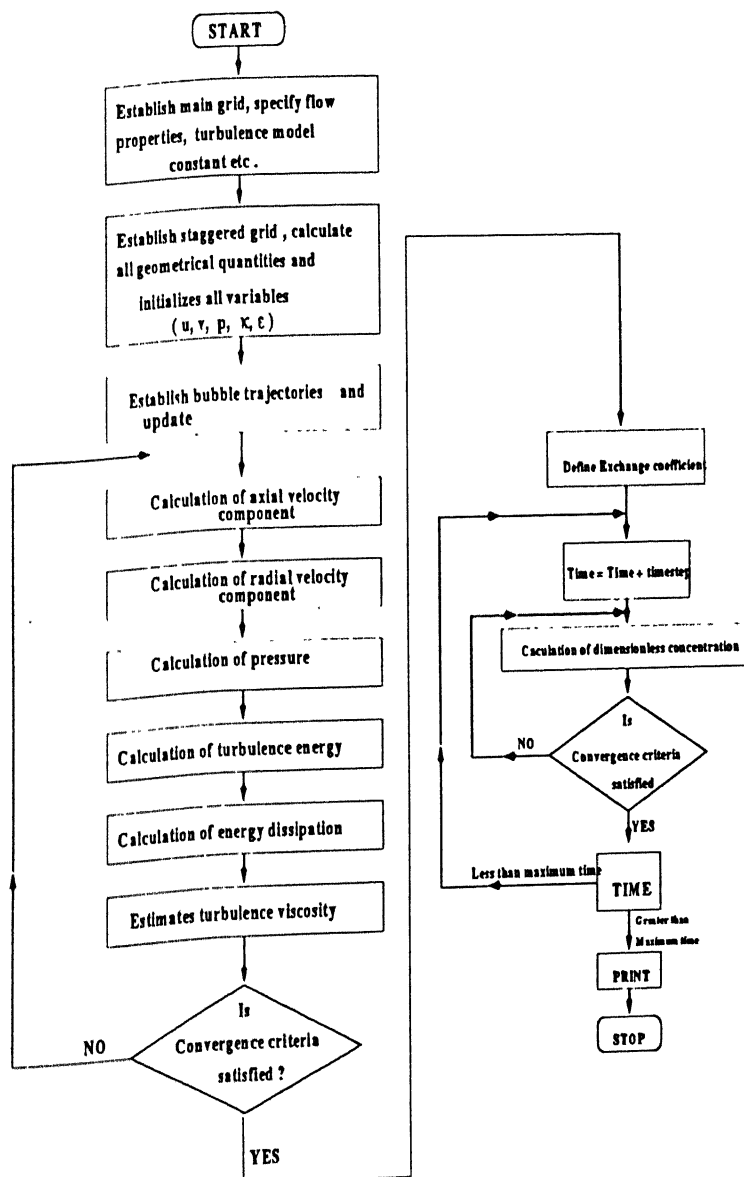 START
Establish main grid, specify flow
properties, turbulence model
constant etc.
Establish staggered grid, calculate
all geometrical quantities and
initializes all variables
(u, v, p, κ, ε)
Establish bubble trajectories and
update
Calculation of axial velocity
component
Calculation of radial velocity
component
Calculation of pressure
Calculation of turbulence energy
Calculation of energy dissipation
Estimates turbulence viscosity
Is
Convergence criteria
satisfied ?
NO
YES
Define Exchange coefficient
Time = Time + timestep
Caculation of dimensionless concentration
Is
Convergence criteria
satisfied
NO
YES
Less than maximum time
TIME
Greater than
Maximum time
PRINT
STOP